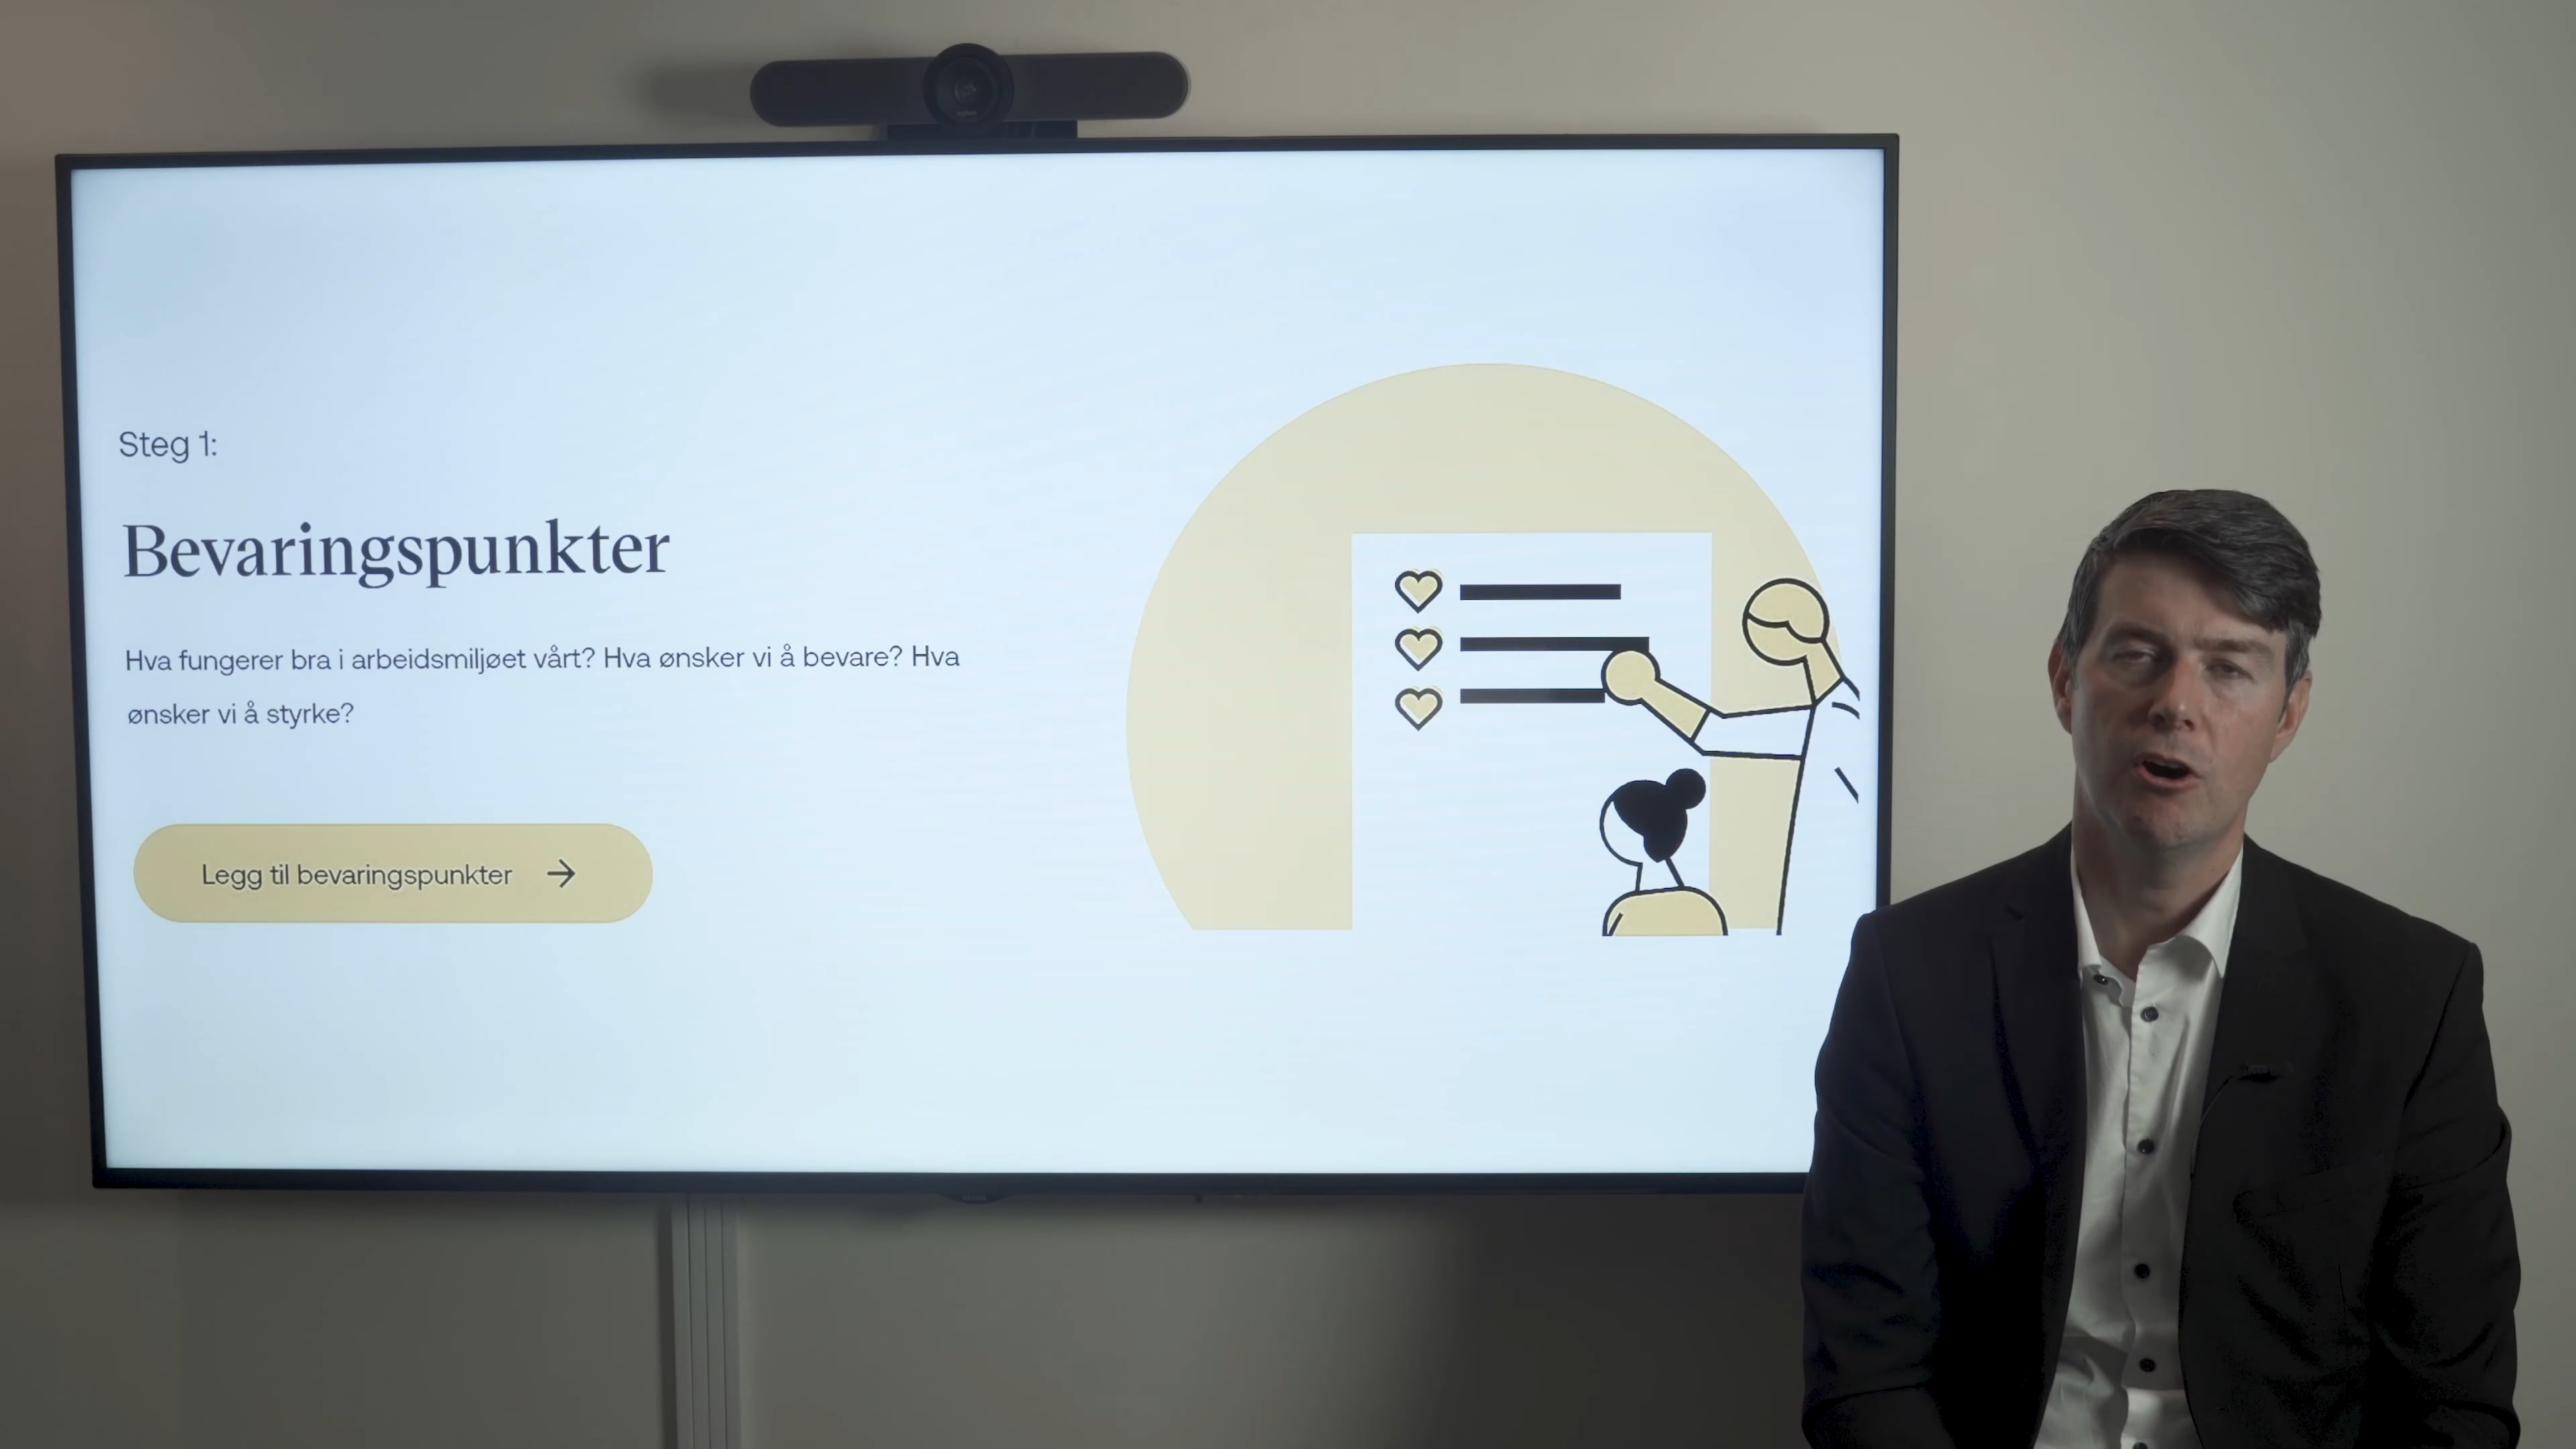 Steg 1:
Bevaringspunkter
Hva fungerer bra i arbeidsmiljøet vårt? Hva ønsker vi å bevare? Hva
ønsker vi å styrke?
Legg til bevaringspunkter →